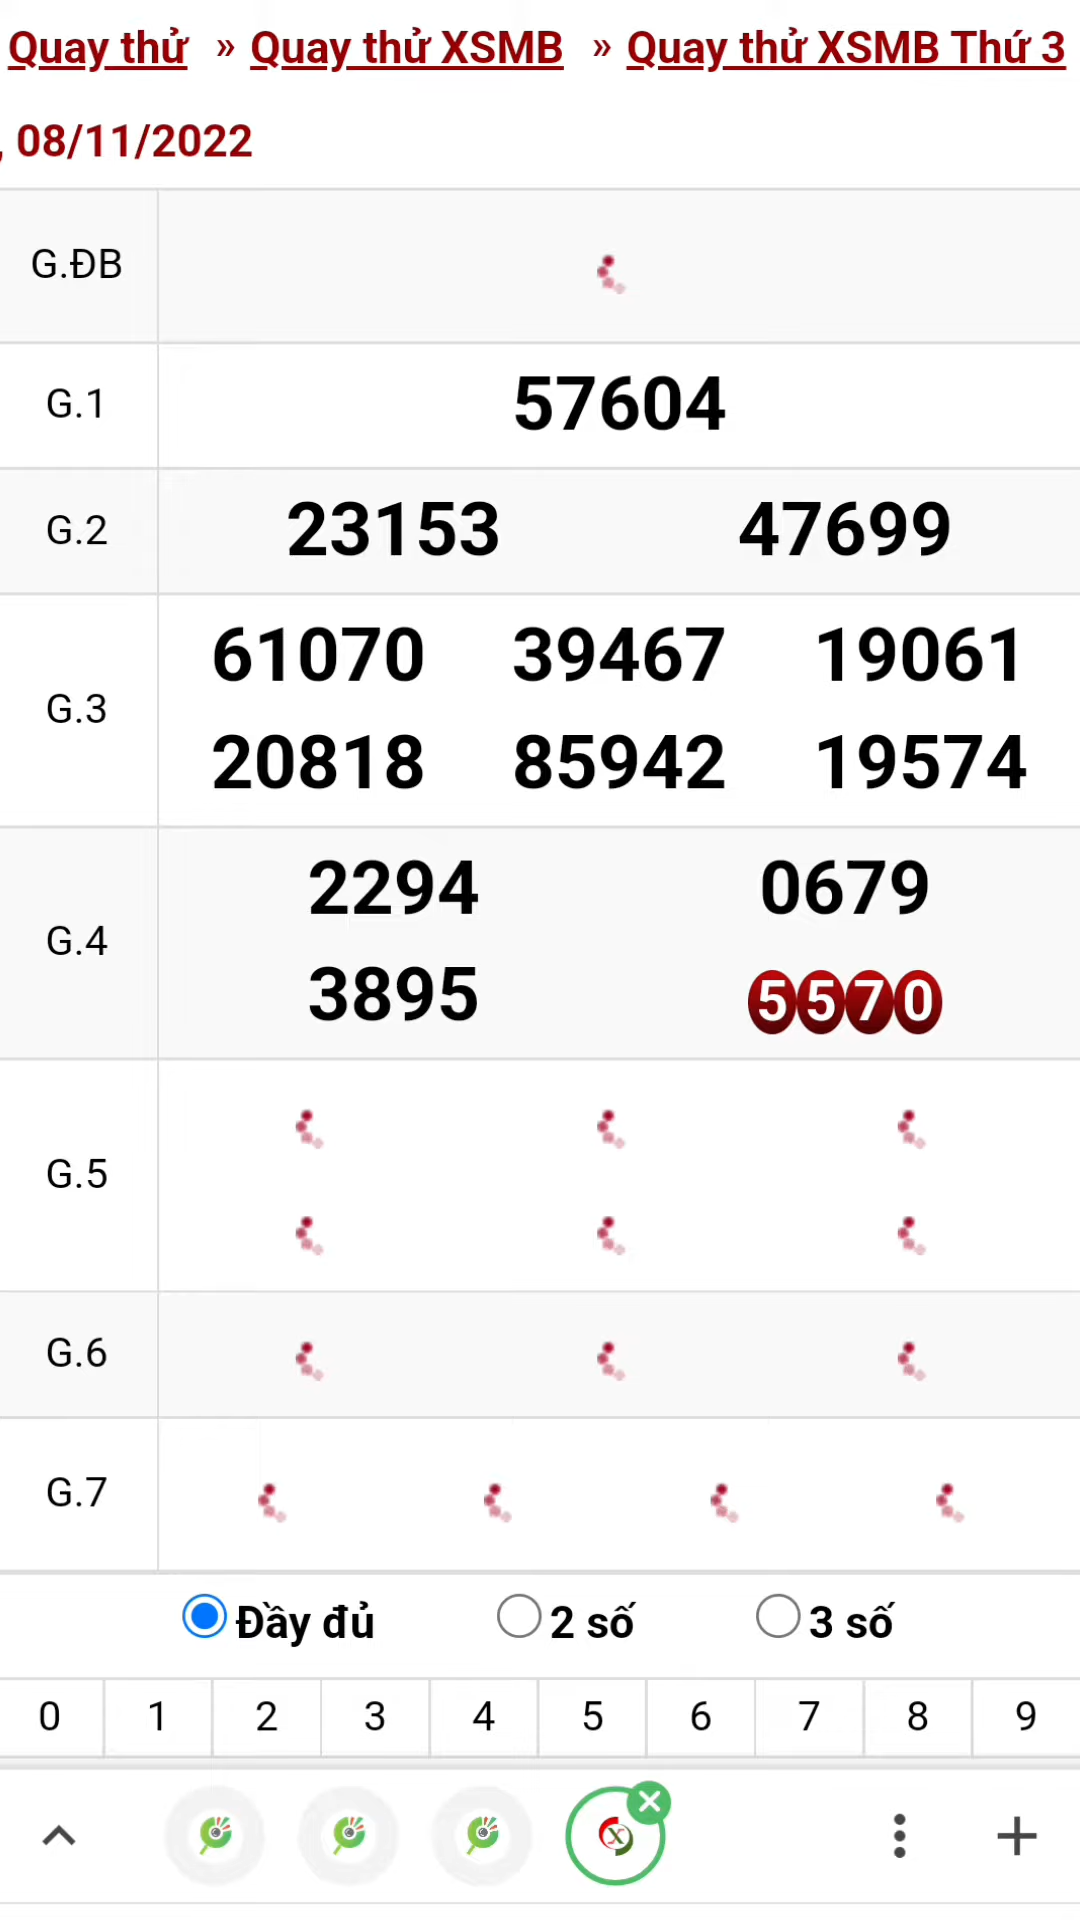 Quay thử » Quay thử XSMB » Quay thử XSMB Thứ 3
, 08/11/2022
G.ĐB
G.1 57604
G.2 23153 47699
61070 39467 19061
G.3
20818 85942 19574
2294 0679
G.4
3895 5570
G.5
G.6
G.7
Đầy đủ 2 số 3 số
0 1 2 3 4 5 6 7 8 9